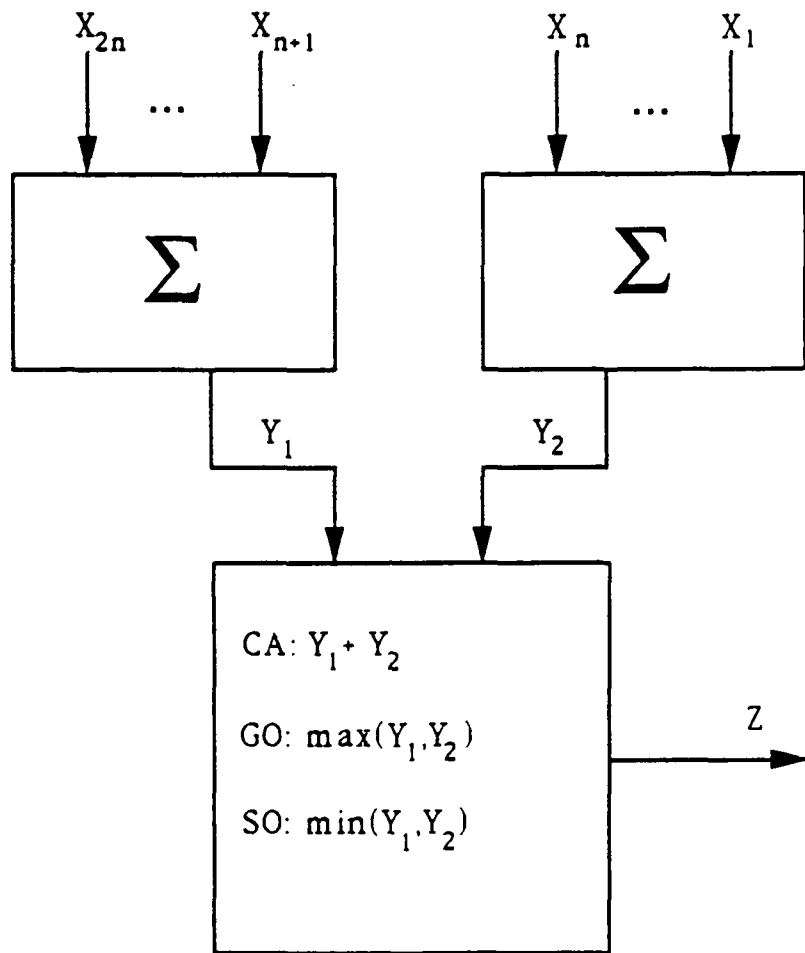 X₂ₙ ... Xₙ₊₁ Xₙ ... X₁
Σ Σ
Y₁ Y₂
CA: Y₁ + Y₂
GO: max(Y₁,Y₂)
Z
SO: min(Y₁,Y₂)